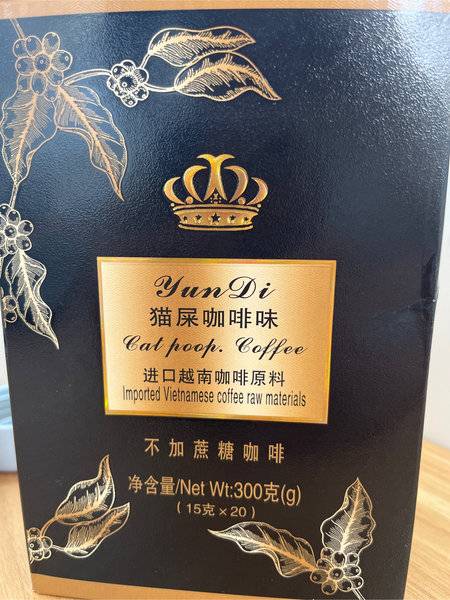 YunDi
猫屎咖啡味
Cat poop. Coffee
进口越南咖啡原料
Imported Vietnamese coffee raw materials
不加蔗糖咖啡
净含量/Net Wt:300克(g)
(15克×20)